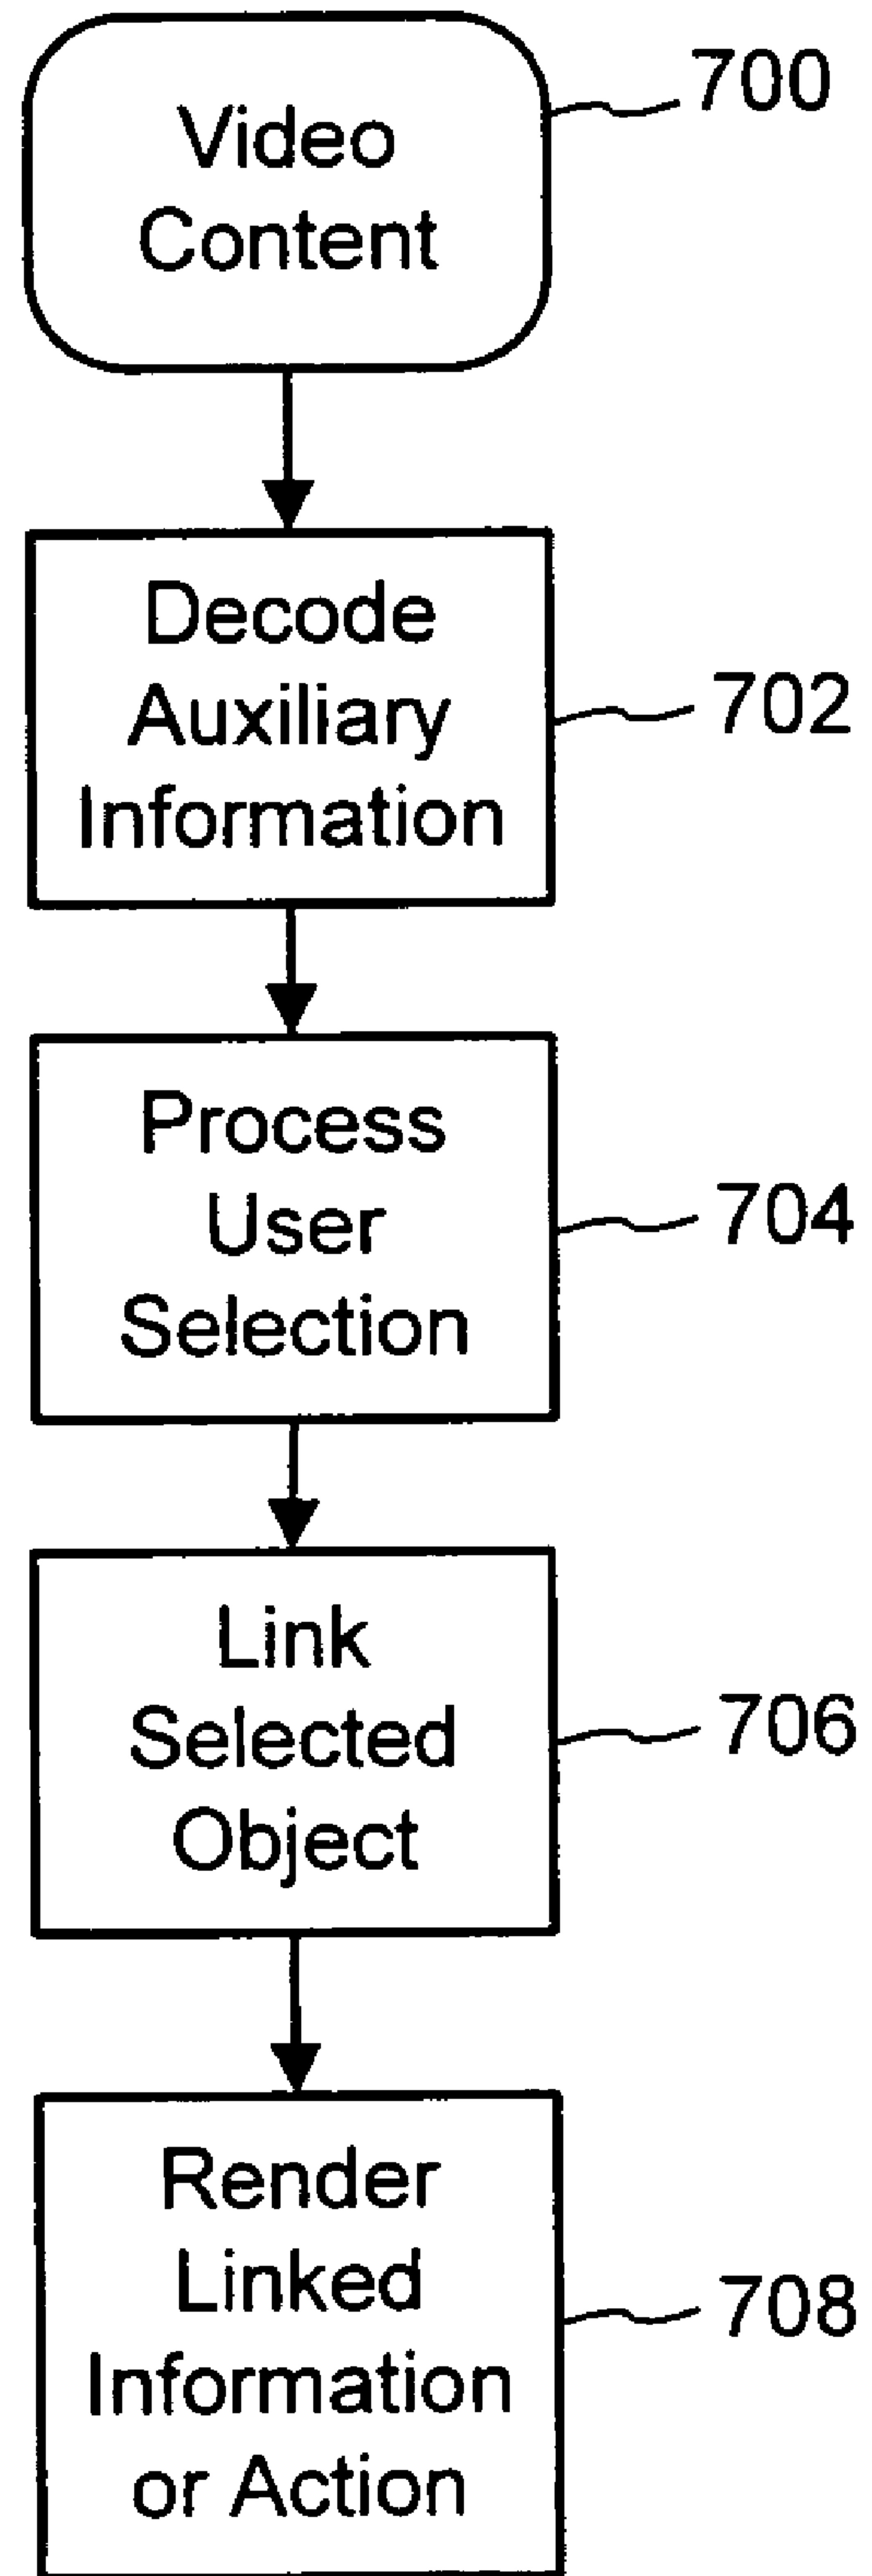 700
Video
Content
Decode
Auxiliary
Information
702
Process
User
Selection
704
Link
Selected
Object
706
Render
Linked
Information
or Action
708